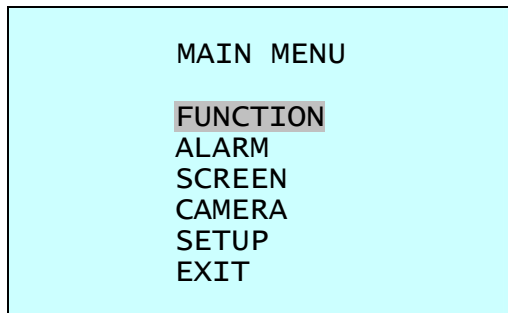 MAIN MENU
FUNCTION
ALARM
SCREEN
CAMERA
SETUP
EXIT